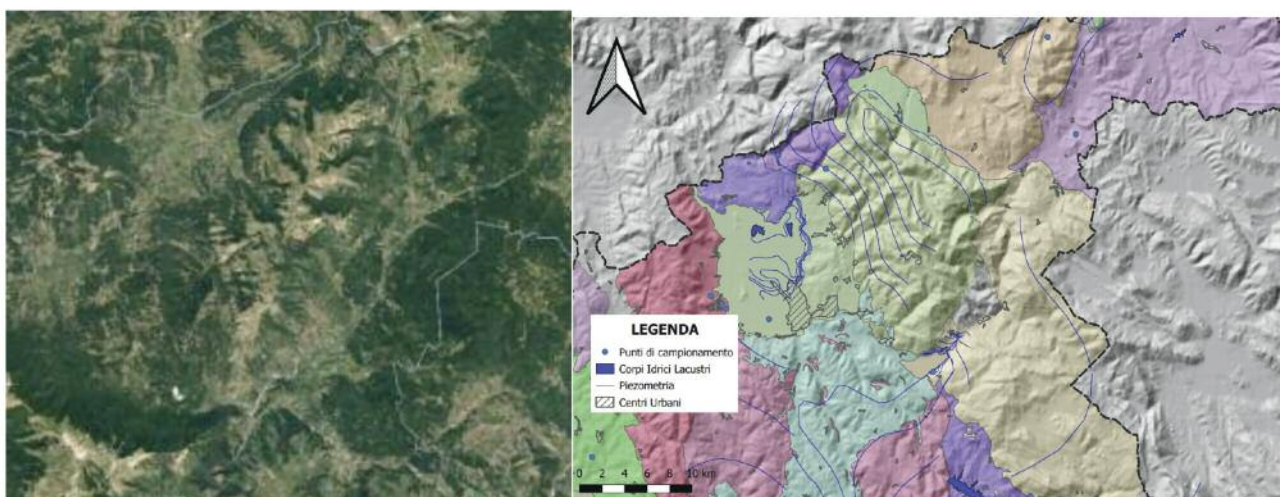 LEGENDA
Punti di campionamento
Corpi Idrici Lacustri
Piezometria
Centri Urbani
0 2 4 6 8 10 km